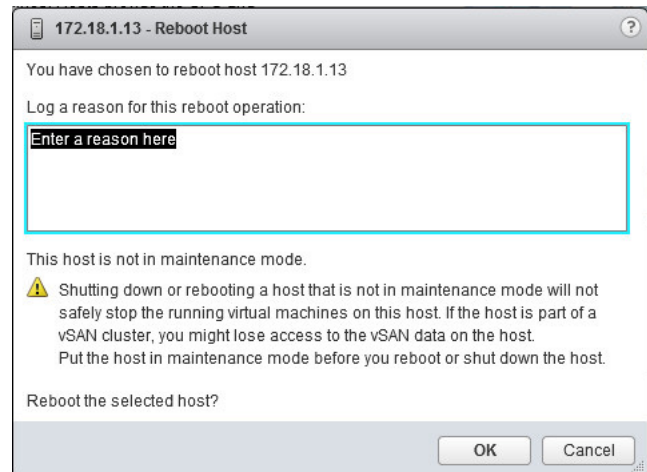 172.18.1.13 - Reboot Host
?
You have chosen to reboot host 172.18.1.13
Log a reason for this reboot operation:
Enter a reason here
This host is not in maintenance mode.
Shutting down or rebooting a host that is not in maintenance mode will not
safely stop the running virtual machines on this host. If the host is part of a
vSAN cluster, you might lose access to the vSAN data on the host.
Put the host in maintenance mode before you reboot or shut down the host.
Reboot the selected host?
OK
Cancel